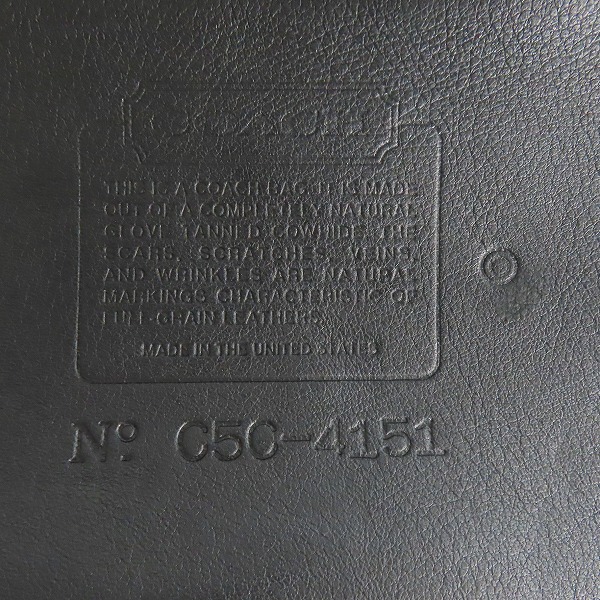 COACH
THIS IS A COACH BAG. IT IS MADE
OUT OF A COMPLETELY NATURAL
GLOVE TANNED COWHIDE. THE
SCARS, SCRATCHES, VEINS,
AND WRINKLES ARE NATURAL
MARKINGS CHARACTERISTIC OF
FULL-GRAIN LEATHERS.
MADE IN THE UNITED STATES
Nº C5C-4151